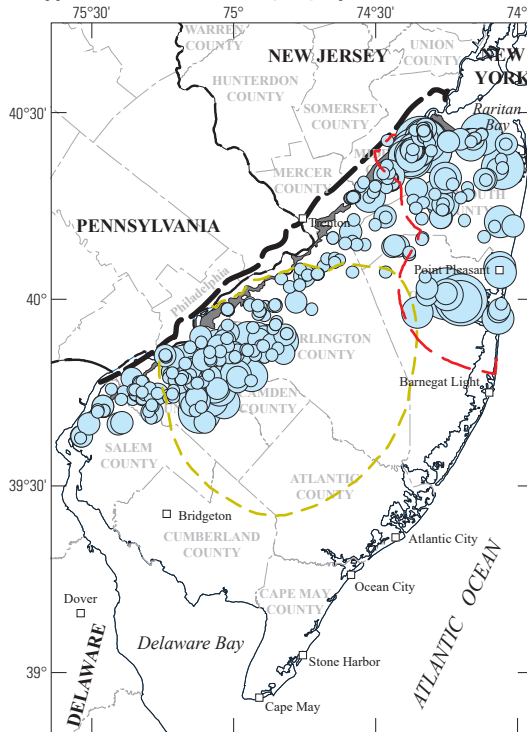 75°30'
75°
74°30'
74°
WARREN
COUNTY
NEW JERSEY
UNION
COUNTY
NEW
YORK
HUNTERDON
COUNTY
40°30'
SOMERSET
COUNTY
Raritan
Bay
MERCER
COUNTY
PENNSYLVANIA
Trenton
Philadelphia
Point Pleasant
40°
COUNTY
Barnegat Light
SALEM
COUNTY
COUNTY
39°30'
ATLANTIC
COUNTY
Bridgeton
CUMBERLAND
COUNTY
Atlantic City
Ocean City
CAPE MAY
COUNTY
Dover
Delaware Bay
Stone Harbor
39°
Cape May
DELAWARE
ATLANTIC OCEAN